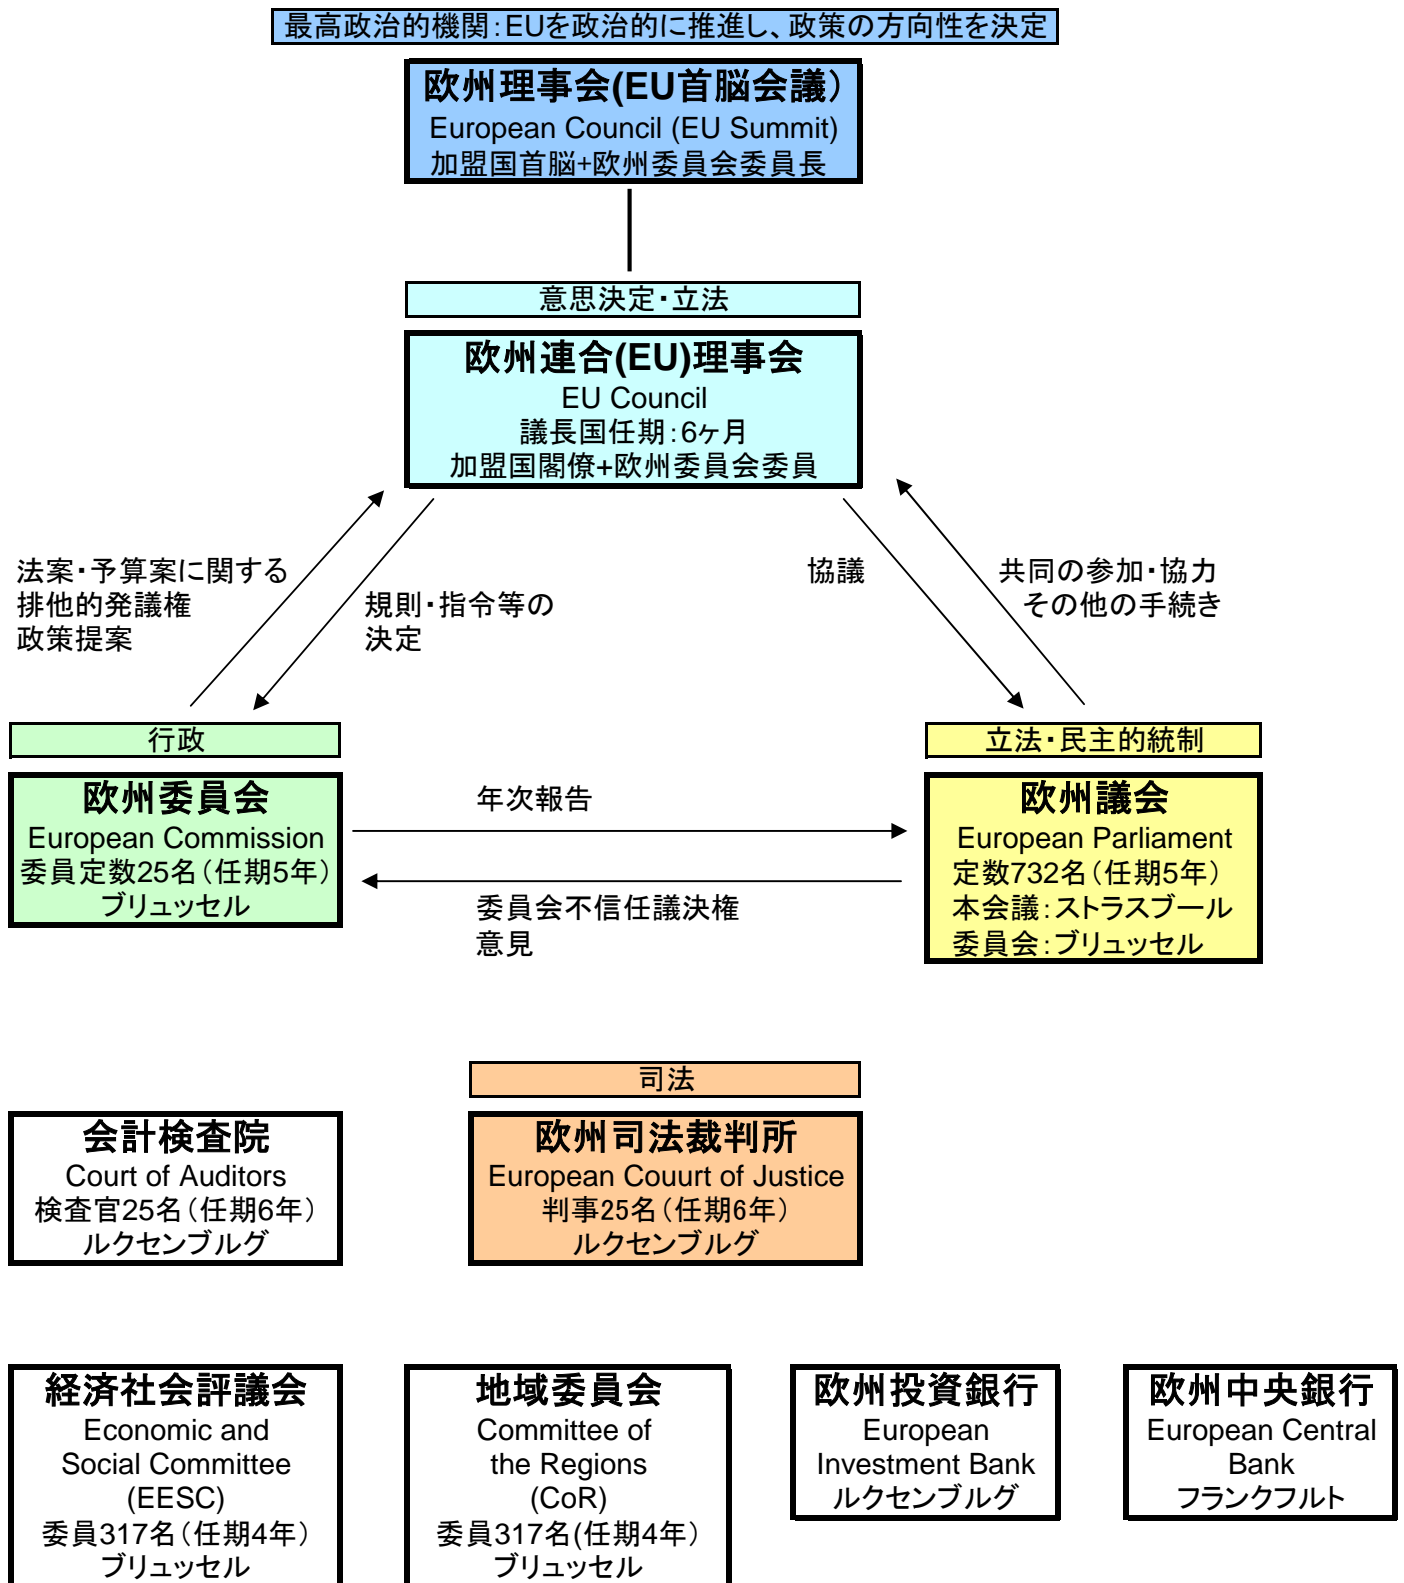 最高政治的機関：EUを政治的に推進し、政策の方向性を決定
欧州理事会(EU首脳会議）
European Council (EU Summit)
加盟国首脳+欧州委員会委員長
意思決定・立法
欧州連合(EU)理事会
EU Council
議長国任期：6ヶ月
加盟国閣僚+欧州委員会委員
法案・予算案に関する
排他的発議権
政策提案
規則・指令等の
決定
協議
共同の参加・協力
その他の手続き
行政
欧州委員会
European Commission
委員定数25名（任期5年）
ブリュッセル
年次報告
委員会不信任議決権
意見
立法・民主的統制
欧州議会
European Parliament
定数732名（任期5年）
本会議：ストラスブール
委員会：ブリュッセル
会計検査院
Court of Auditors
検査官25名（任期6年）
ルクセンブルグ
司法
欧州司法裁判所
European Couurt of Justice
判事25名（任期6年）
ルクセンブルグ
経済社会評議会
Economic and
Social Committee
(EESC)
委員317名（任期4年）
ブリュッセル
地域委員会
Committee of
the Regions
(CoR)
委員317名(任期4年）
ブリュッセル
欧州投資銀行
European
Investment Bank
ルクセンブルグ
欧州中央銀行
European Central
Bank
フランクフルト